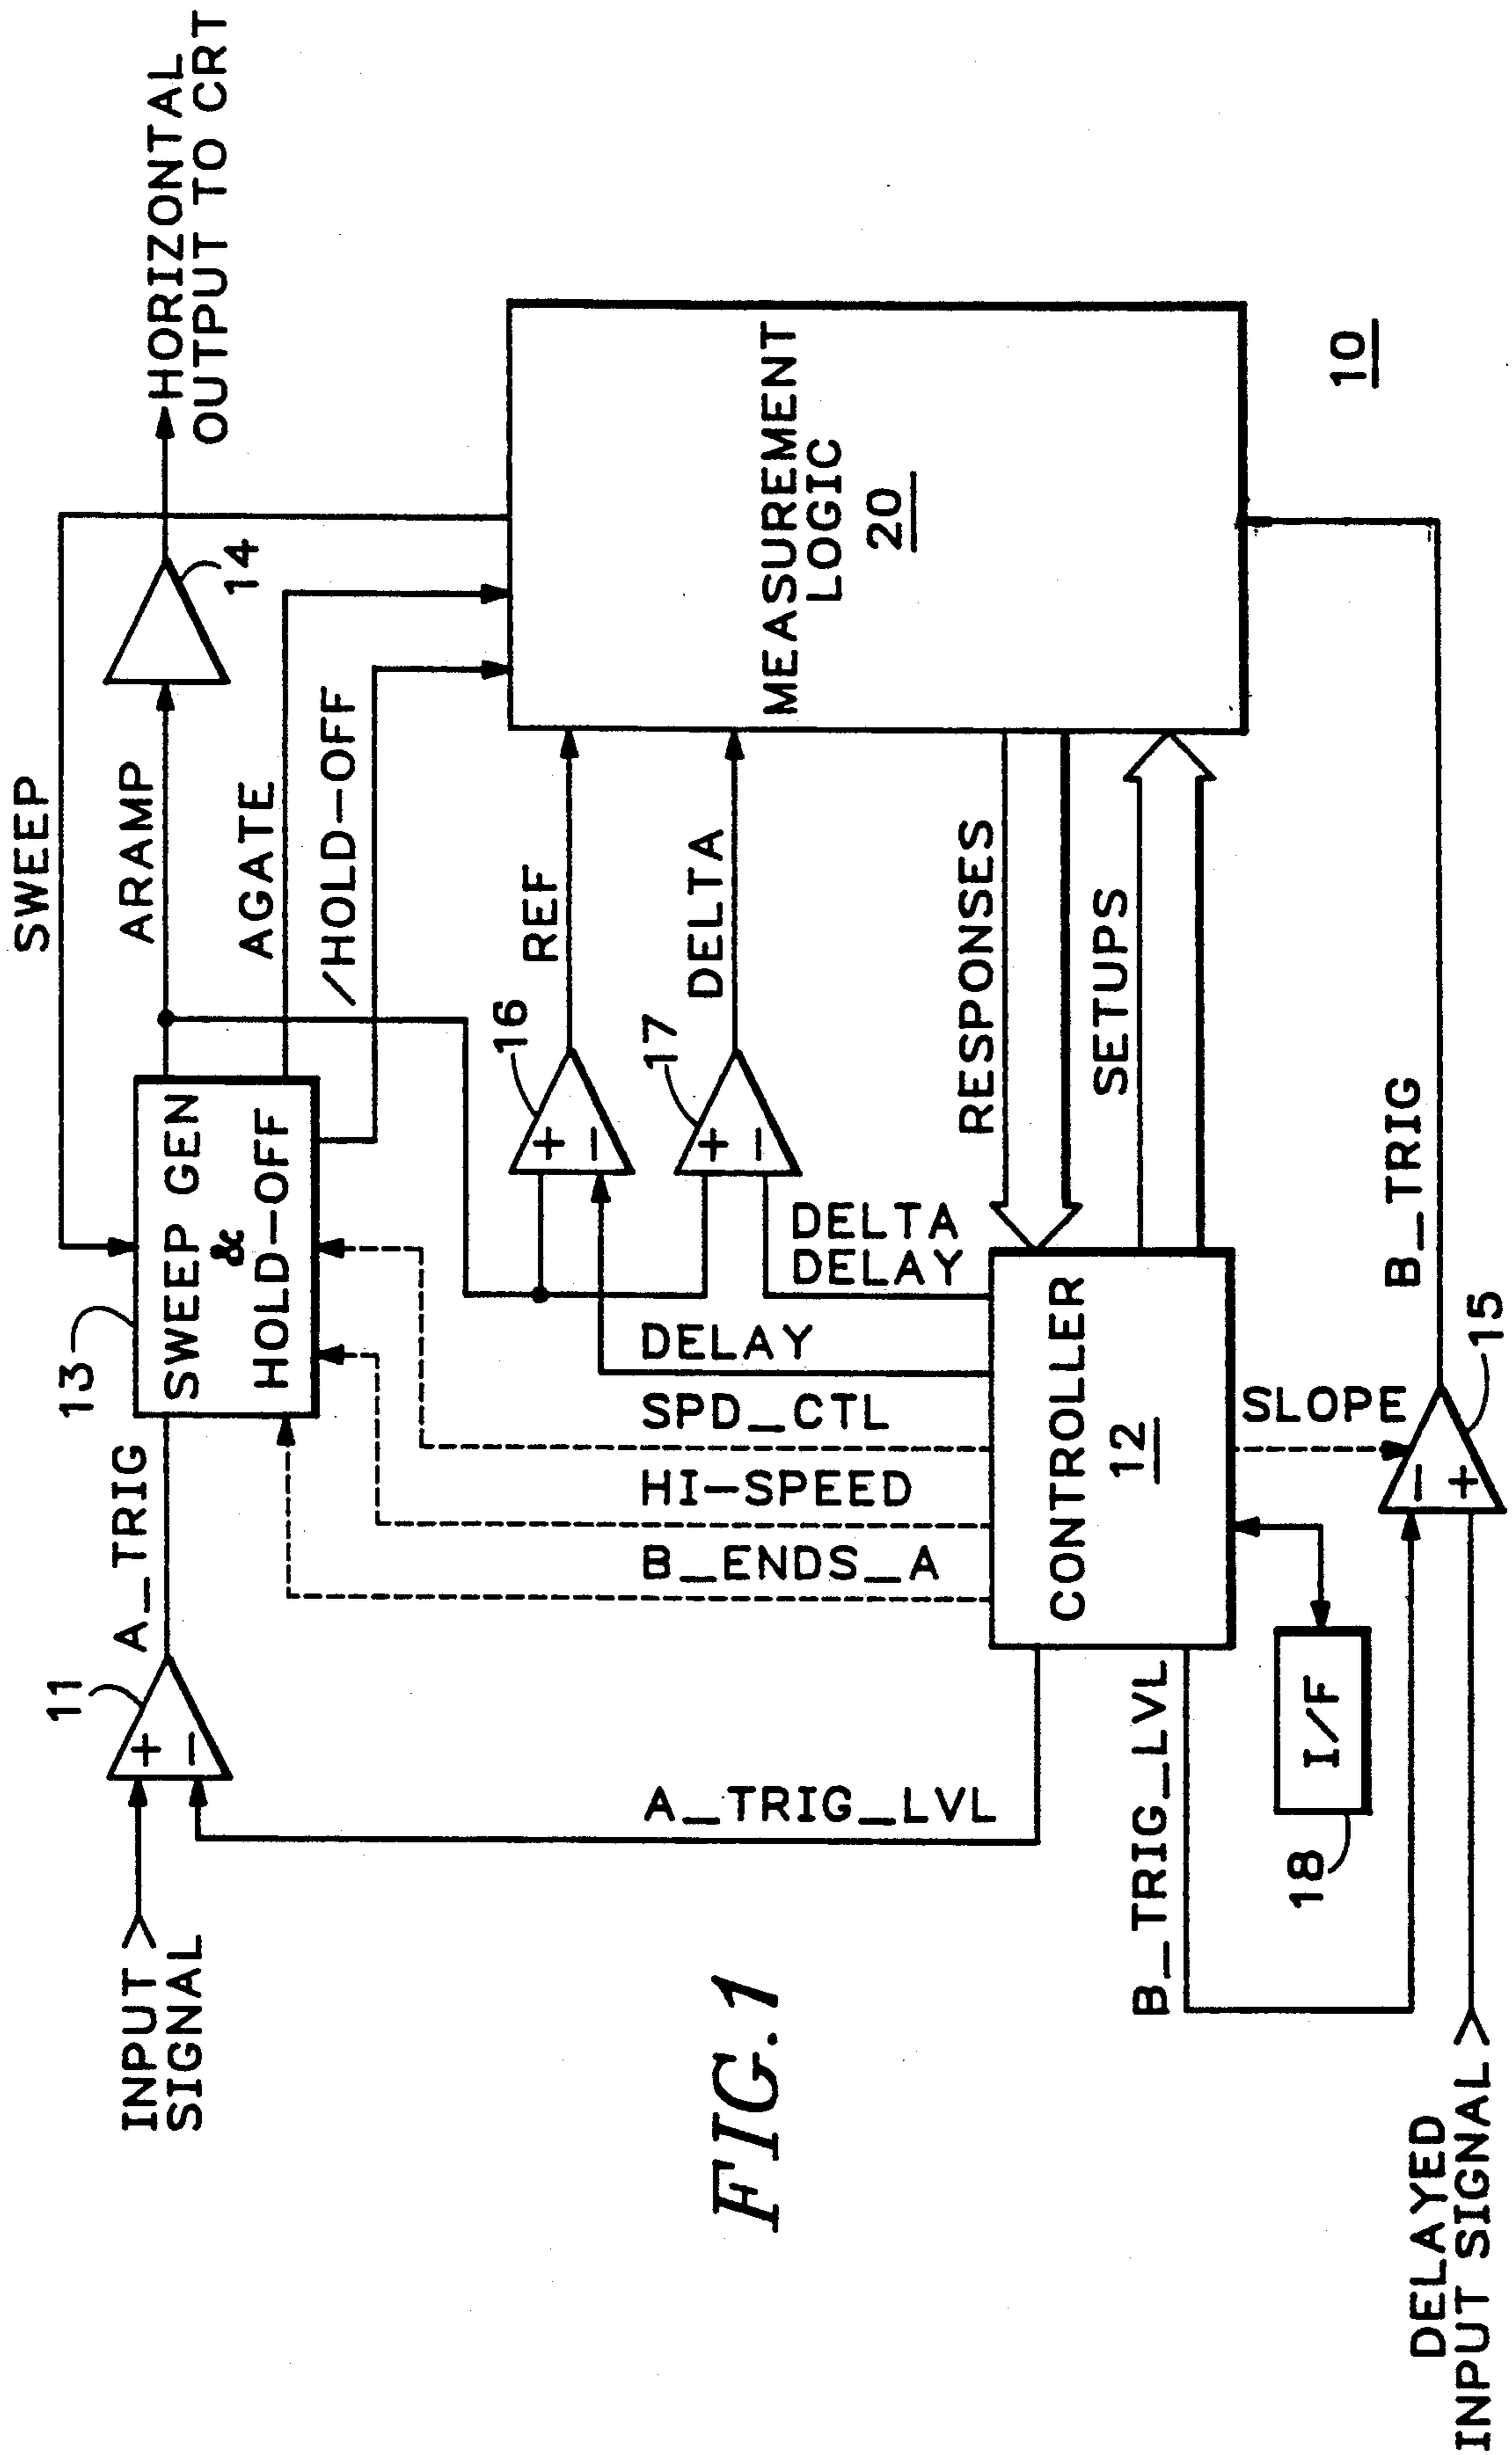 SWEEP
HORIZONTAL
OUTPUT TO CRT
INPUT
SIGNAL
11
+
−
A_TRIG
13
SWEEP GEN
&
HOLD-OFF
ARAMP
14
AGATE
/HOLD-OFF
16
+
−
REF
17
+
−
DELTA
DELTA
DELAY
DELAY
SPD_CTL
HI-SPEED
B_ENDS_A
A_TRIG_LVL
MEASUREMENT
LOGIC
20
RESPONSES
SETUPS
CONTROLLER
12
B_TRIG_LVL
I/F
18
SLOPE
−
+
15
B_TRIG
10
DELAYED
INPUT SIGNAL
FIG.1